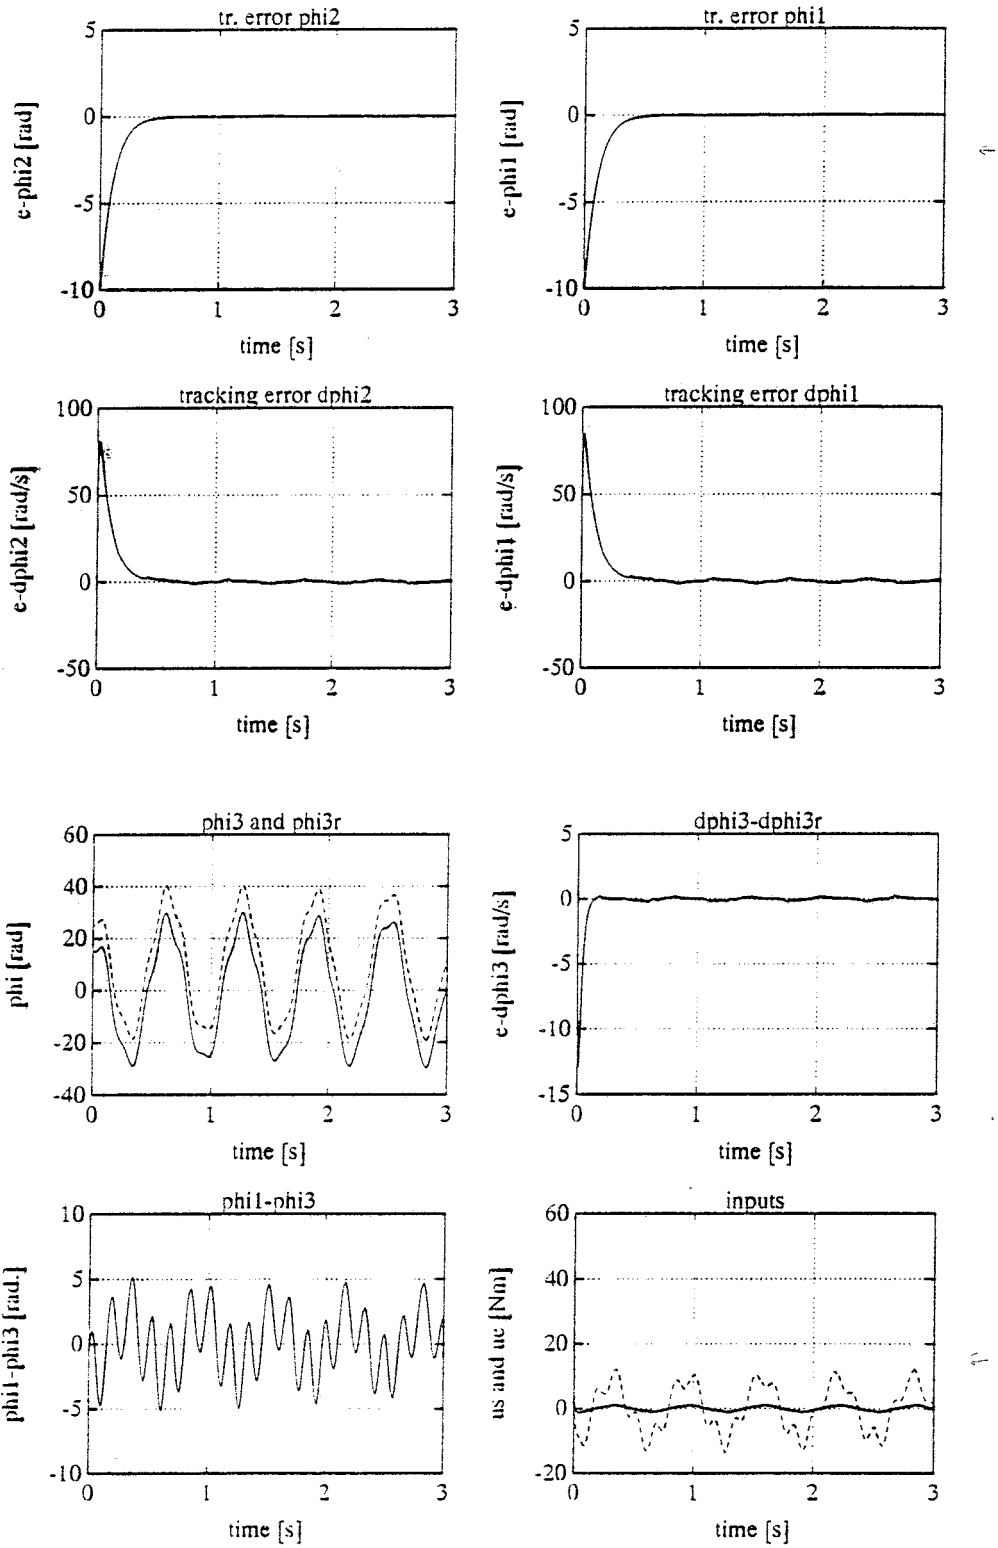 tr. error phi2
5
0
-5
-10
e-phi2 [rad]
0 1 2 3
time [s]
tr. error phi1
5
0
-5
-10
e-phi1 [rad]
0 1 2 3
time [s]
tracking error dphi2
100
50
0
-50
e-dphi2 [rad/s]
0 1 2 3
time [s]
tracking error dphi1
100
50
0
-50
e-dphi1 [rad/s]
0 1 2 3
time [s]
phi3 and phi3r
60
40
20
0
-20
-40
phi [rad]
0 1 2 3
time [s]
dphi3-dphi3r
5
0
-5
-10
-15
e-dphi3 [rad/s]
0 1 2 3
time [s]
phi1-phi3
10
5
0
-5
-10
phi1-phi3 [rad.]
0 1 2 3
time [s]
inputs
60
40
20
0
-20
us and uc [Nm]
0 1 2 3
time [s]